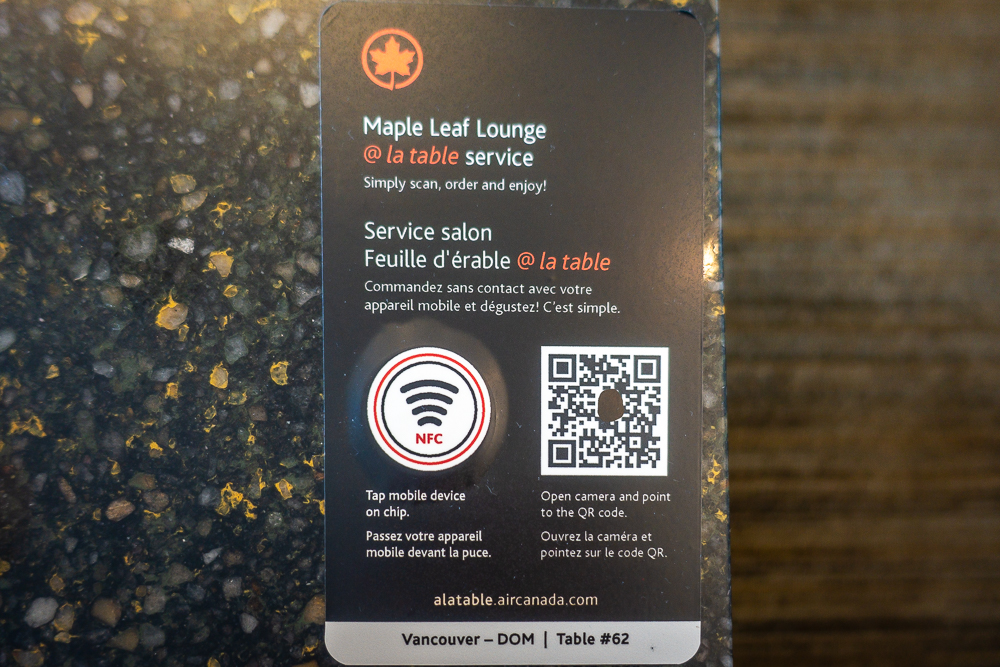 Maple Leaf Lounge
@ la table service
Simply scan, order and enjoy!
Service salon
Feuille d'érable @ la table
Commandez sans contact avec votre
appareil mobile et dégustez! C'est simple.
NFC
Tap mobile device
on chip.
Passez votre appareil
mobile devant la puce.
Open camera and point
to the QR code.
Ouvrez la caméra et
pointez sur le code QR.
alatable.aircanada.com
Vancouver – DOM | Table #62